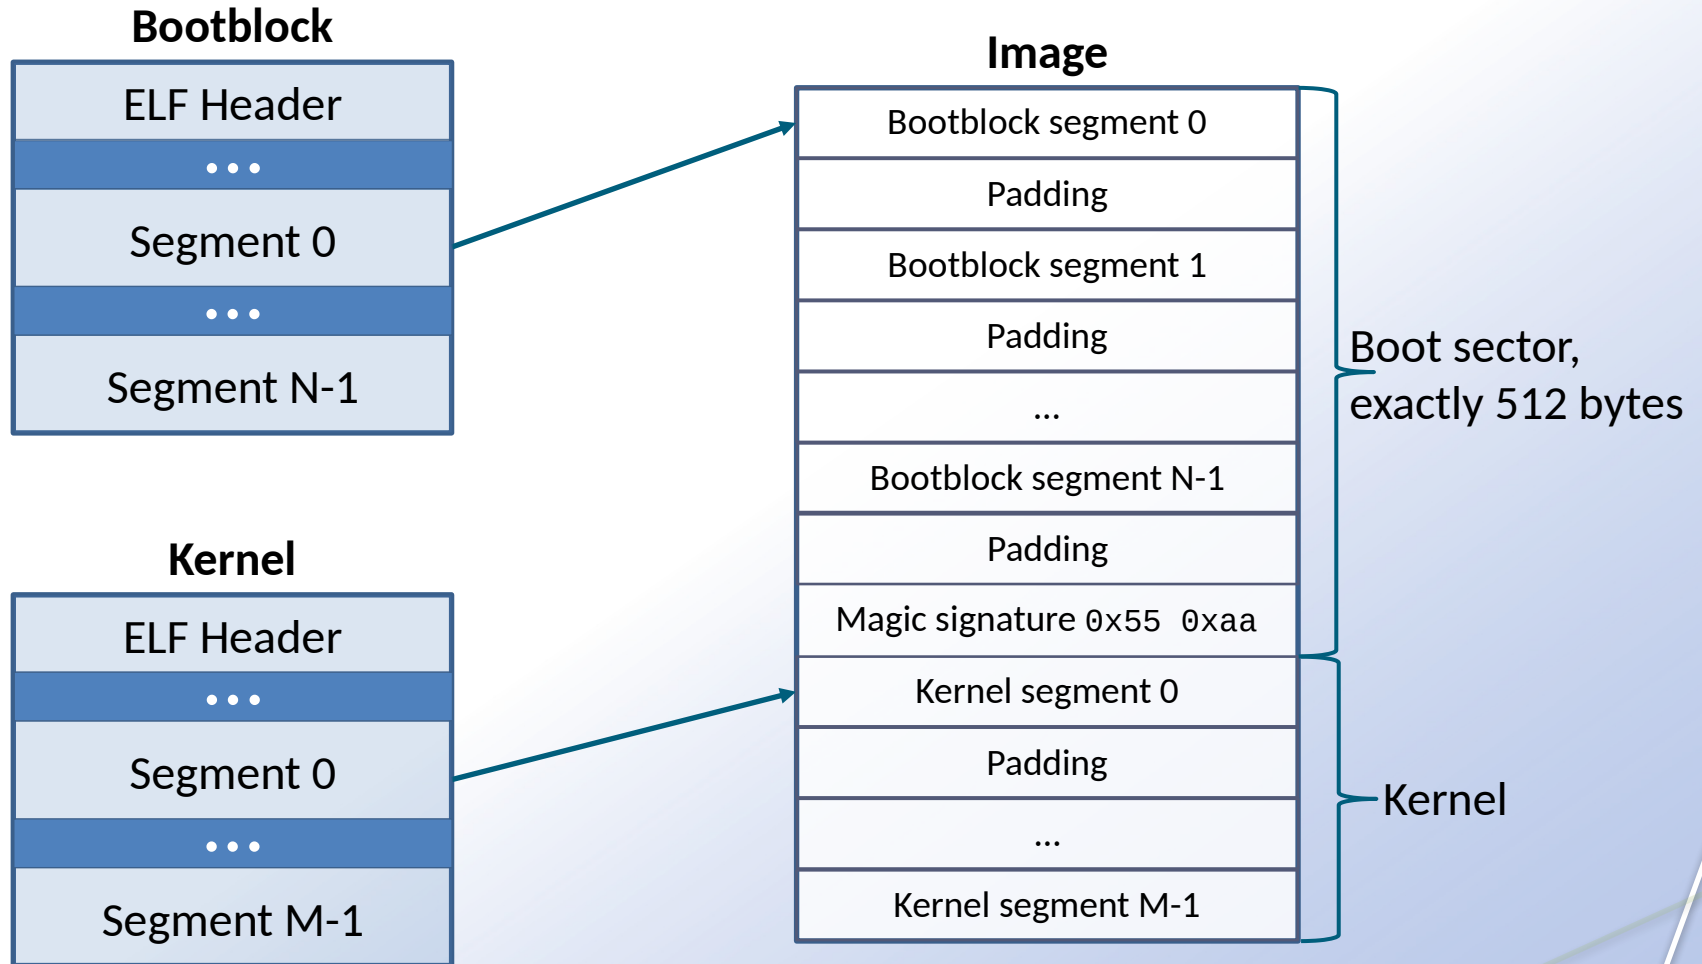 Bootblock
ELF Header
...
Segment 0
...
Segment N-1
Kernel
ELF Header
...
Segment 0
...
Segment M-1
Image
Bootblock segment 0
Padding
Bootblock segment 1
Padding
...
Bootblock segment N-1
Padding
Magic signature 0x55 0xaa
Kernel segment 0
Padding
...
Kernel segment M-1
Boot sector,
exactly 512 bytes
Kernel